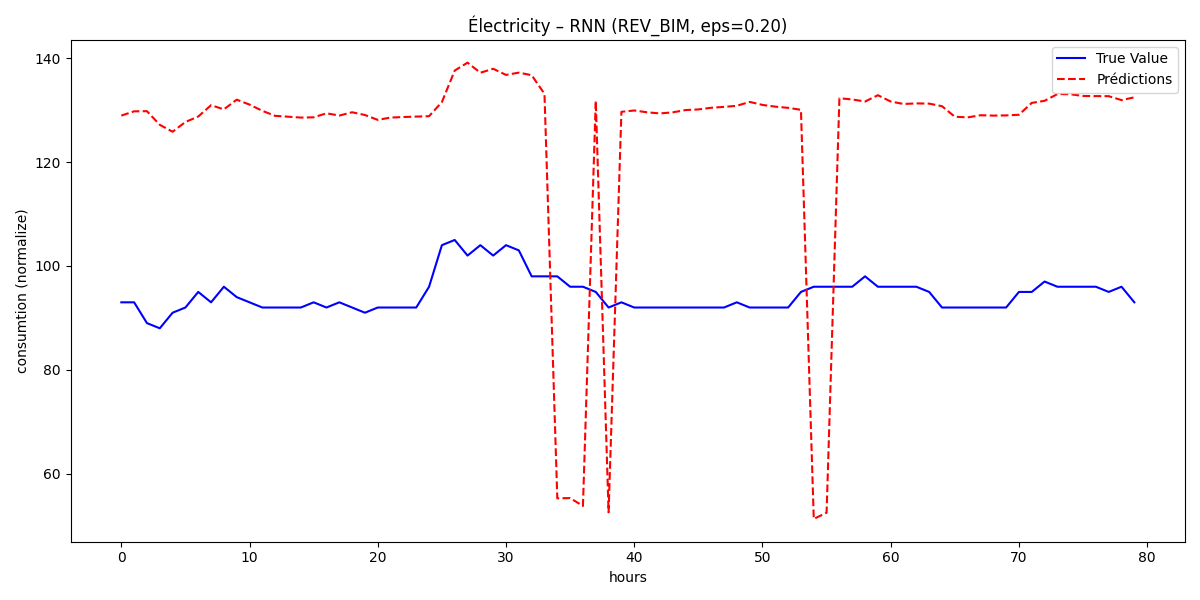 Électricity – RNN (REV_BIM, eps=0.20)
True Value
Prédictions
consumtion (normalize)
140
120
100
80
60
0 10 20 30 40 50 60 70 80
hours